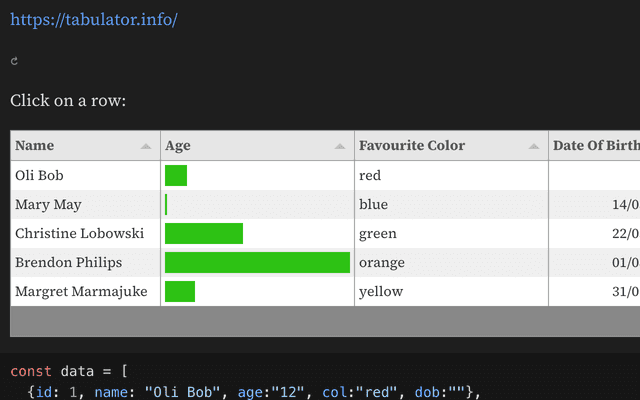 https://tabulator.info/
Click on a row:
Name Age Favourite Color Date Of Birth
Oli Bob red
Mary May blue 14/0
Christine Lobowski green 22/0
Brendon Philips orange 01/0
Margret Marmajuke yellow 31/0
const data = [
{id: 1, name: "Oli Bob", age:"12", col:"red", dob:""},